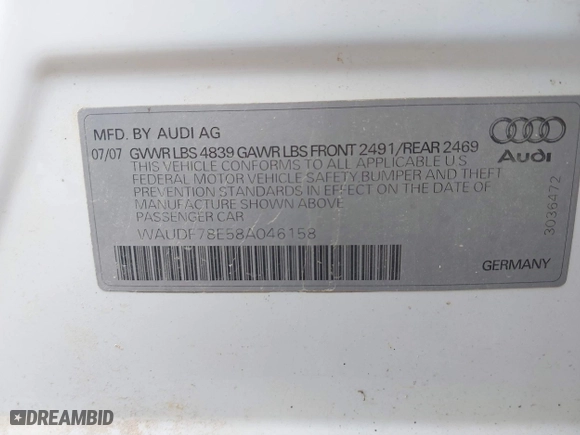 MFD. BY AUDI AG
07/07 GVWR LBS 4839 GAWR LBS FRONT 2491/REAR 2469
THIS VEHICLE CONFORMS TO ALL APPLICABLE U.S
FEDERAL MOTOR VEHICLE SAFETY BUMPER AND THEFT
PREVENTION STANDARDS IN EFFECT ON THE DATE OF
MANUFACTURE SHOWN ABOVE
PASSENGER CAR
WAUDF78E58A046158
Audi
3036472
GERMANY
DREAMBID